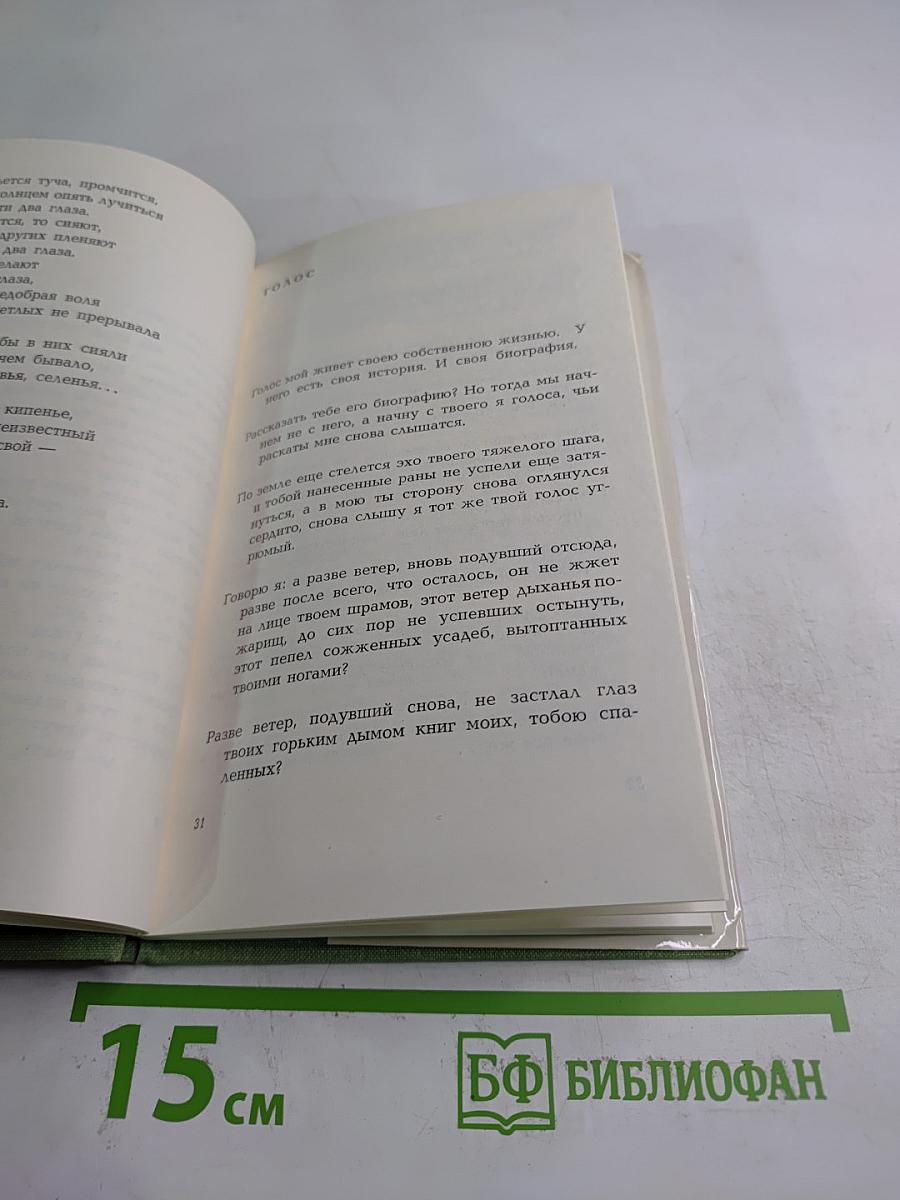 ется туча, промчится,
олнцем опять лучиться
ти два глаза.
тся, то сияют,
других пленяют
два глаза.
елают
лаза,
едобрая воля
етлых не прерывала
бы в них сияли
чем бывало,
вья, селенья...
кипенье,
еизвестный
свой —
а.
ГОЛОС
Голос мой живет своею собственною жизнью. У
него есть своя история. И своя биография.
Рассказать тебе его биографию? Но тогда мы нач-
нем не с него, а начну с твоего я голоса, чьи
раскаты мне снова слышатся.
По земле еще стелется эхо твоего тяжелого шага,
и тобой нанесенные раны не успели еще затя-
нуться, а в мою ты сторону снова оглянулся
сердито, снова слышу я тот же твой голос уг-
рюмый.
Говорю я: а разве ветер, вновь подувший отсюда,
разве после всего, что осталось, он не жжет
на лице твоем шрамов, этот ветер дыханья по-
жарищ, до сих пор не успевших остынуть,
этот пепел сожженных усадеб, вытоптанных
твоими ногами?
Разве ветер, подувший снова, не застлал глаз
твоих горьким дымом книг моих, тобою спа-
ленных?
31
15 см
БФ БИБЛИОФАН